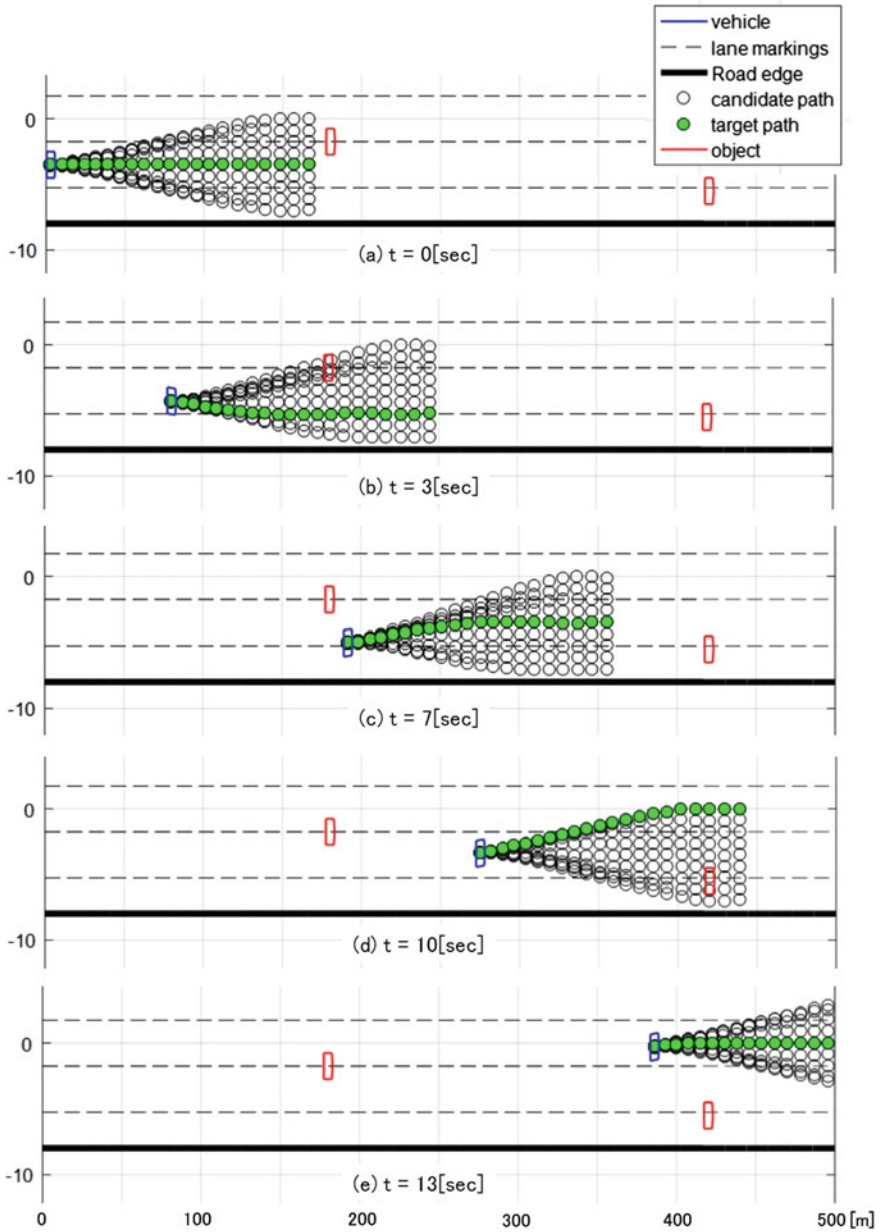 vehicle
lane markings
Road edge
candidate path
target path
object
0
-10
(a) t = 0[sec]
0
-10
(b) t = 3[sec]
0
-10
(c) t = 7[sec]
0
-10
(d) t = 10[sec]
0
-10
(e) t = 13[sec]
0 100 200 300 400 500 [m]